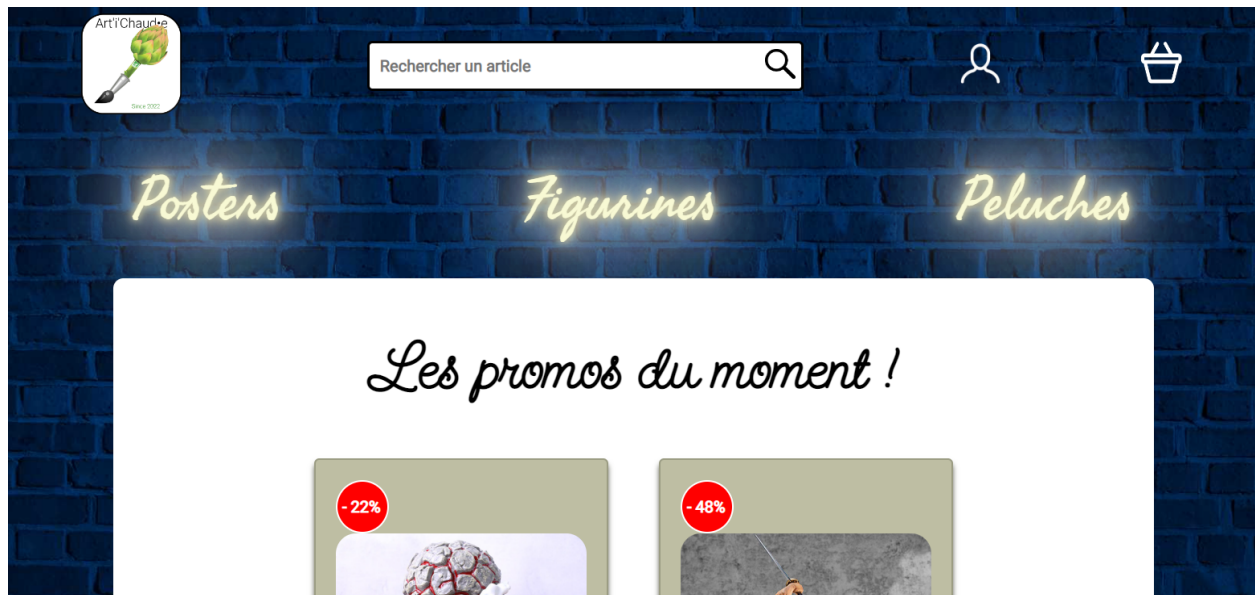 Art'i'Chaud•e
Since 2022
Rechercher un article
Posters Figurines Peluches
Les promos du moment !
- 22% - 48%